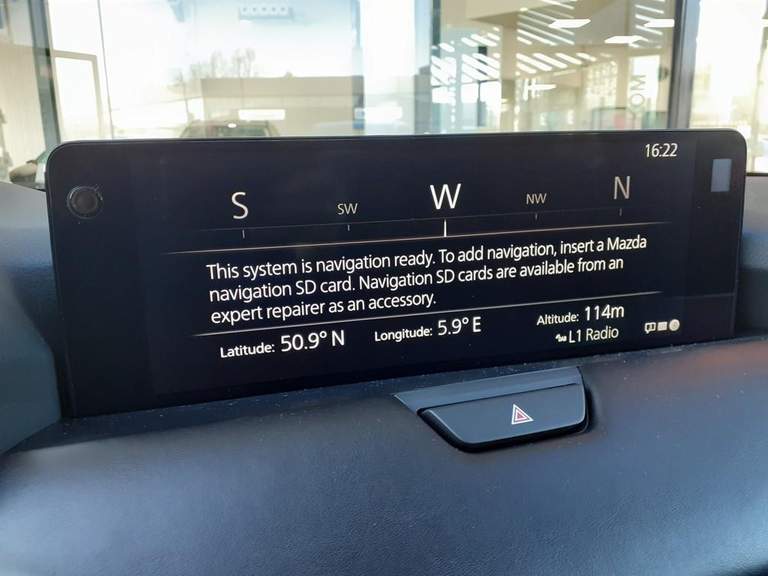 16:22
S SW W NW N
This system is navigation ready. To add navigation, insert a Mazda
navigation SD card. Navigation SD cards are available from an
expert repairer as an accessory.
Latitude: 50.9° N Longitude: 5.9° E Altitude: 114m
L1 Radio